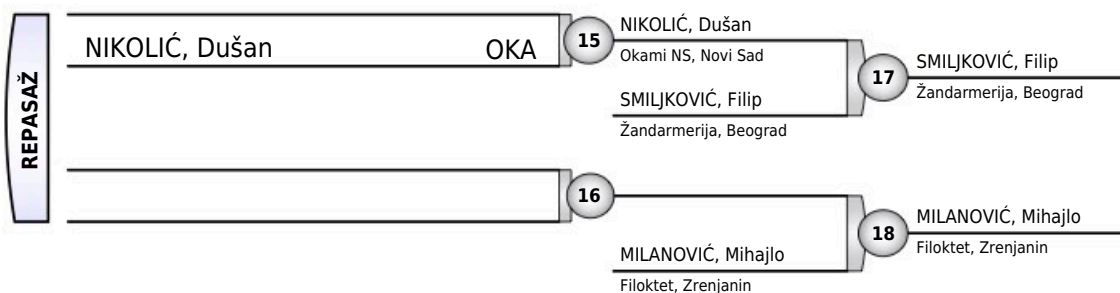 REPASAŽ
NIKOLIĆ, Dušan OKA
15
NIKOLIĆ, Dušan
Okami NS, Novi Sad
SMILJKOVIĆ, Filip
Žandarmerija, Beograd
17
SMILJKOVIĆ, Filip
Žandarmerija, Beograd
16
MILANOVIĆ, Mihajlo
Filoktet, Zrenjanin
18
MILANOVIĆ, Mihajlo
Filoktet, Zrenjanin